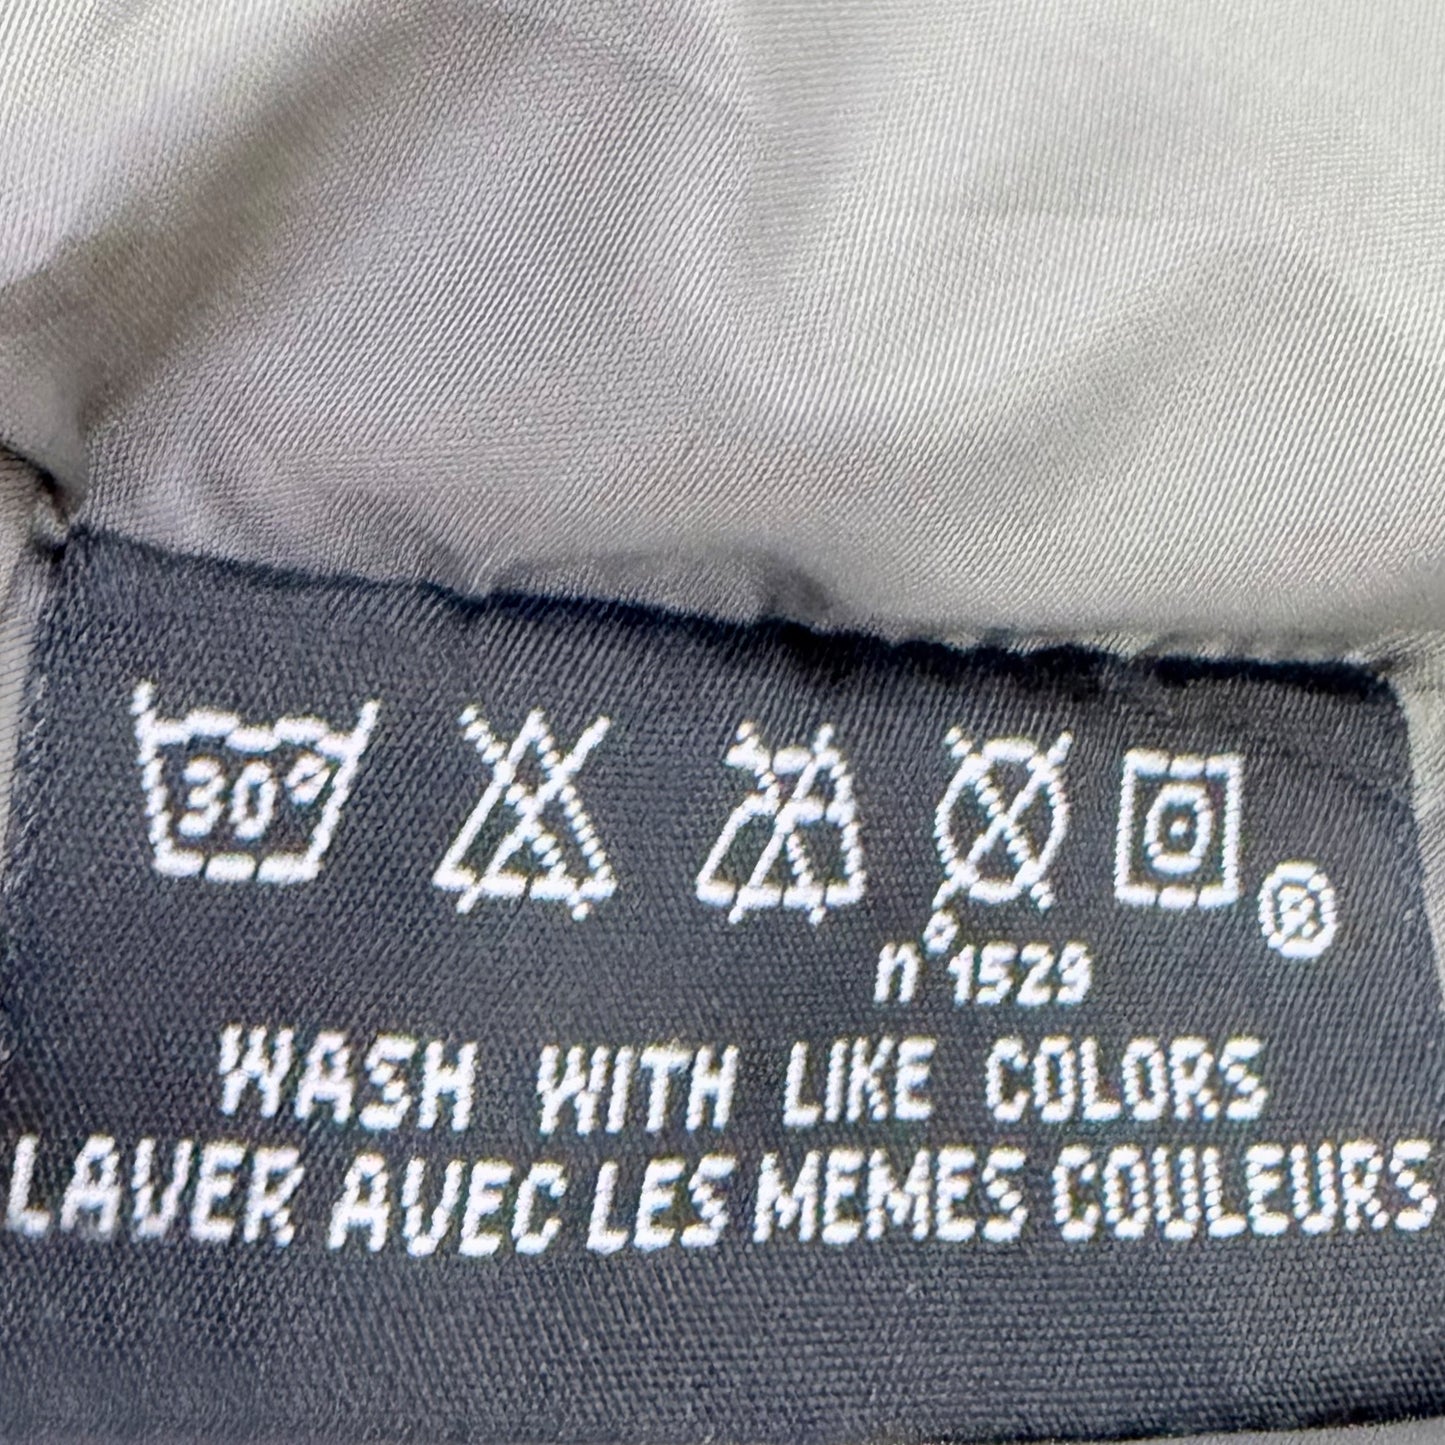 30°
®
n°1529
WASH WITH LIKE COLORS
LAVER AVEC LES MEMES COULEURS